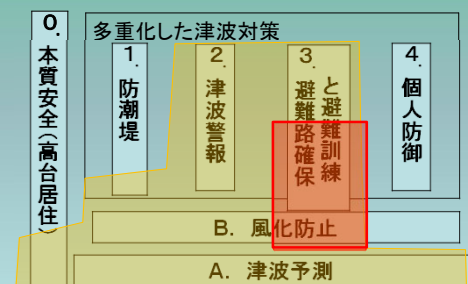 0. 本質安全(高台居住)
多重化した津波対策
1. 防潮堤
2. 津波警報
3. 避難路確保
と避難訓練
4. 個人防御
B. 風化防止
A. 津波予測